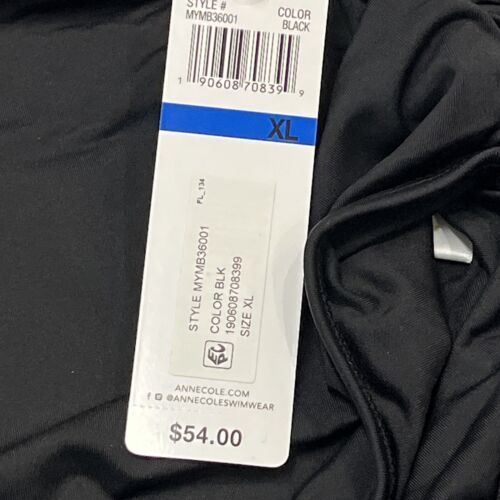 STYLE #
MYMB36001
COLOR
BLACK
1 90608 70839 9
XL
PL_134
STYLE MYMB36001
COLOR BLK
190608708399
SIZE XL
ANNECOLE.COM
@ANNECOLESWIMWEAR
$54.00